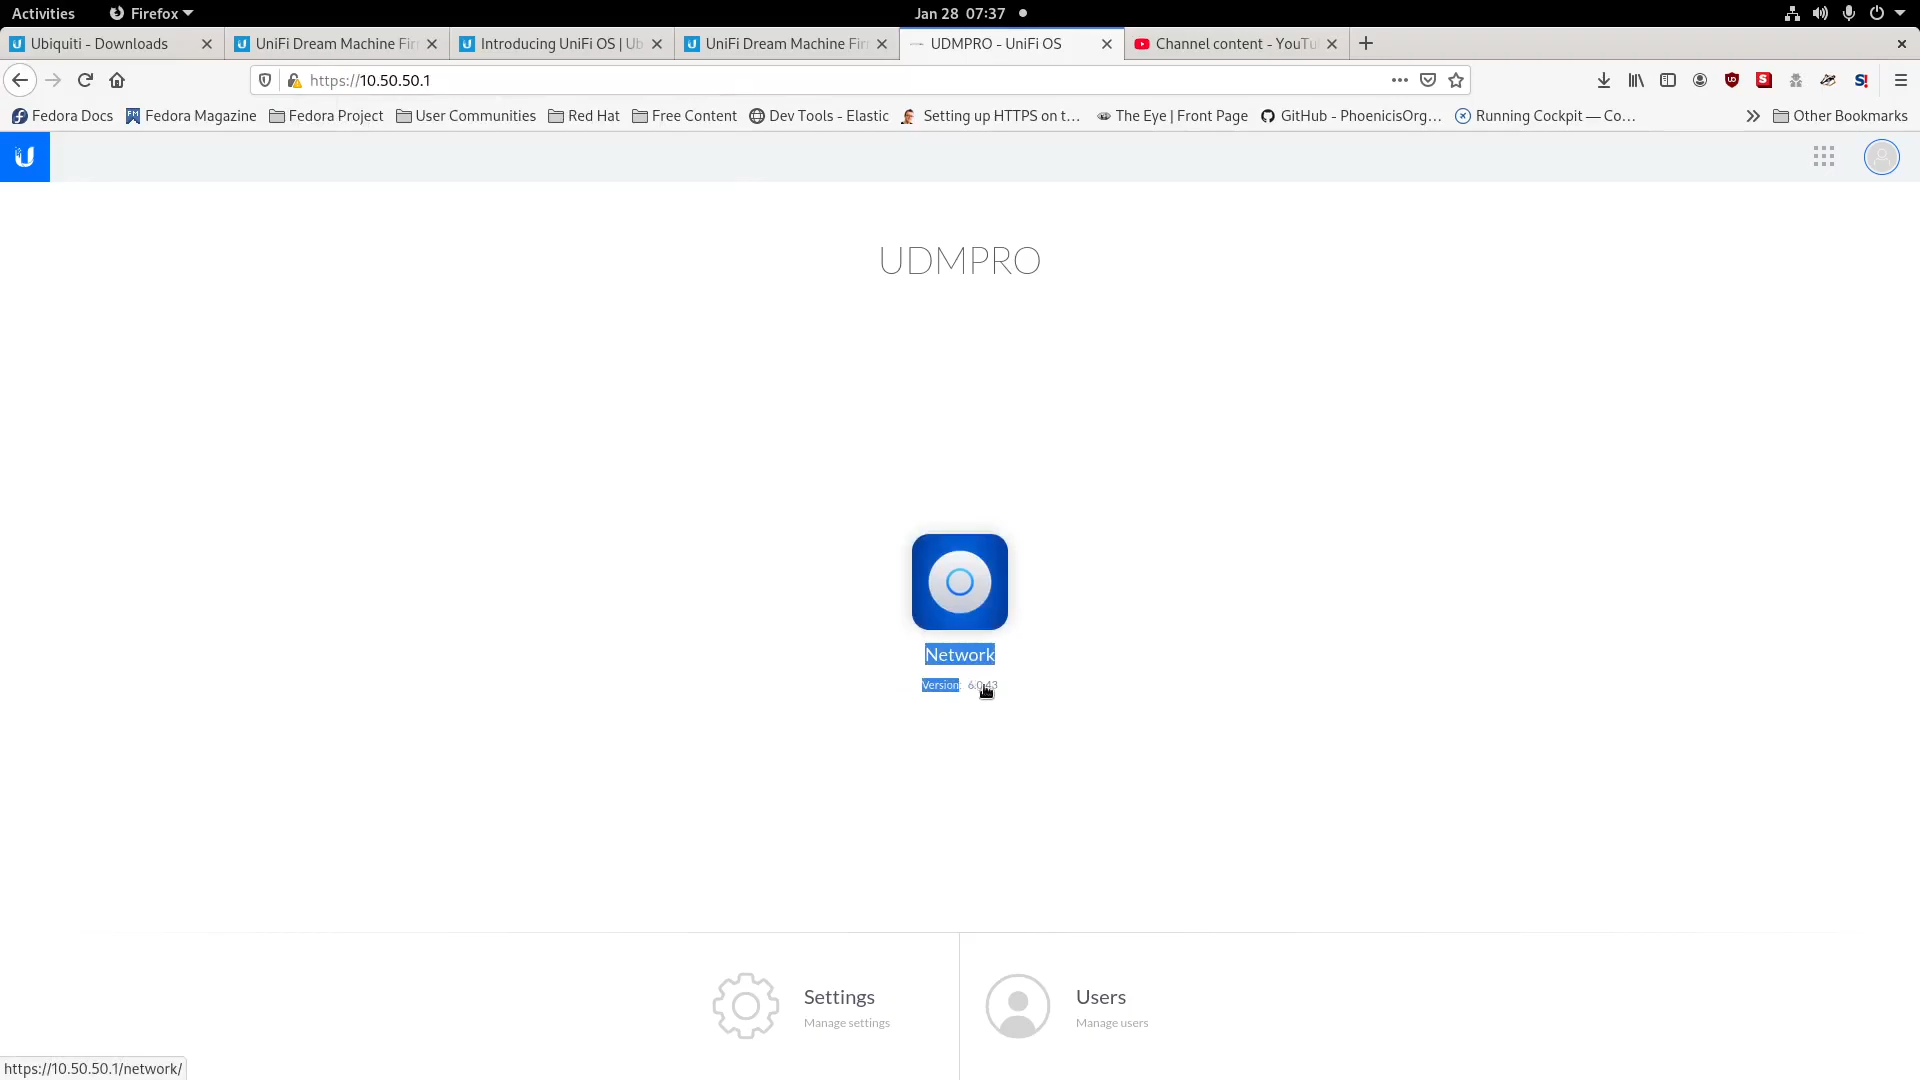 Activities Firefox Jan 28 07:37
Ubiquiti - Downloads UniFi Dream Machine Fir Introducing UniFi OS | Ub UniFi Dream Machine Fir UDMPRO - UniFi OS Channel content - YouTu
https://10.50.50.1
Fedora Docs Fedora Magazine Fedora Project User Communities Red Hat Free Content Dev Tools - Elastic Setting up HTTPS on t… The Eye | Front Page GitHub - PhoenicisOrg… Running Cockpit — Co… Other Bookmarks
UDMPRO
Network
Version 6.0.43
Settings
Manage settings
Users
Manage users
https://10.50.50.1/network/